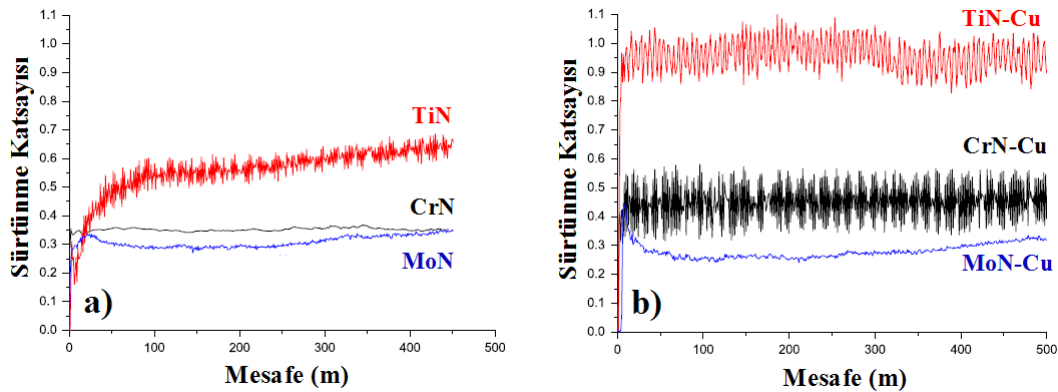 Sürtünme Katsayısı
1.1
1.0
0.9
0.8
0.7
0.6
0.5
0.4
0.3
0.2
0.1
0.0
TiN
CrN
MoN
a)
0 100 200 300 400 500
Mesafe (m)
Sürtünme Katsayısı
1.1
1.0
0.9
0.8
0.7
0.6
0.5
0.4
0.3
0.2
0.1
0.0
TiN-Cu
CrN-Cu
MoN-Cu
b)
0 100 200 300 400 500
Mesafe (m)